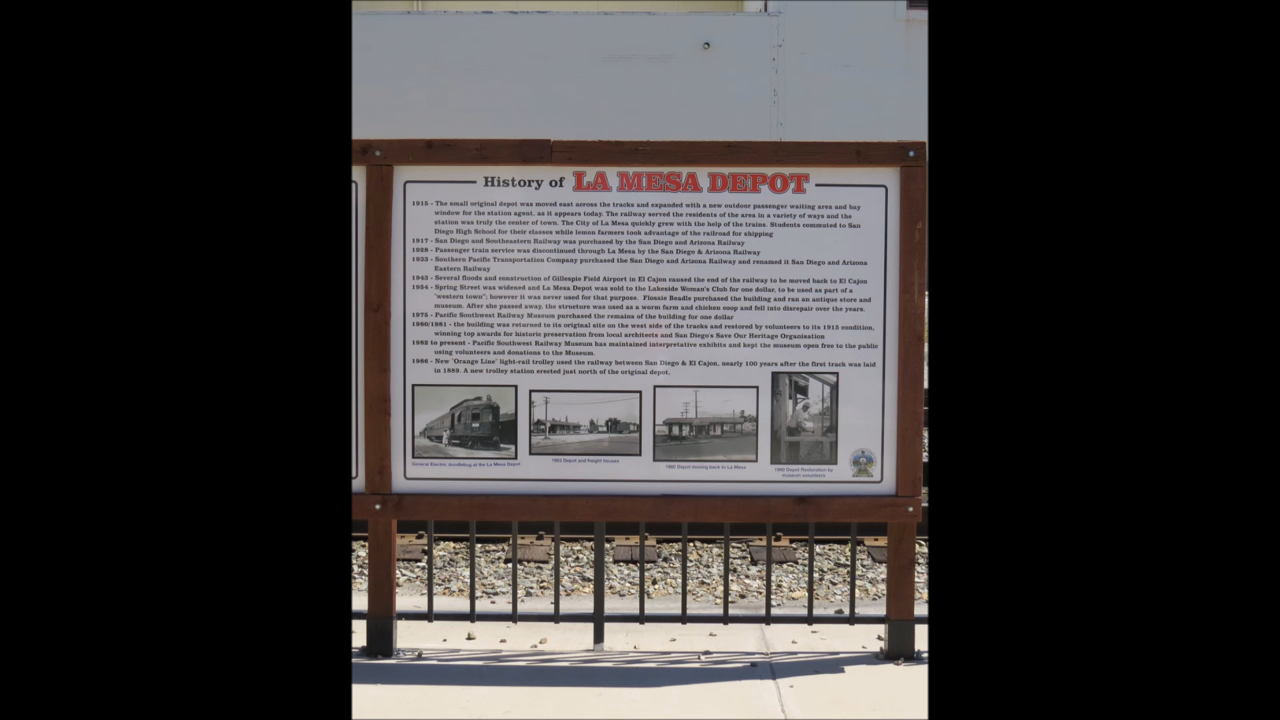 History of LA MESA DEPOT
1915 - The small original depot was moved east across the tracks and expanded with a new outdoor passenger waiting area and bay
window for the station agent, as it appears today. The railway served the residents of the area in a variety of ways and the
station was truly the center of town. The City of La Mesa quickly grew with the help of the trains. Students commuted to San
Diego High School for their classes while lemon farmers took advantage of the railroad for shipping
1917 - San Diego and Southeastern Railway was purchased by the San Diego and Arizona Railway
1928 - Passenger train service was discontinued through La Mesa by the San Diego & Arizona Railway
1933 - Southern Pacific Transportation Company purchased the San Diego and Arizona Railway and renamed it San Diego and Arizona
Eastern Railway
1945 - Several floods and construction of Gillespie Field Airport in El Cajon caused the end of the railway to be moved back to El Cajon
1954 - Spring Street was widened and La Mesa Depot was sold to the Lakeside Woman's Club for one dollar, to be used as part of a
"western town"; however it was never used for that purpose. Flossie Beadle purchased the building and ran an antique store and
museum. After she passed away, the structure was used as a worm farm and chicken coop and fell into disrepair over the years.
1975 - Pacific Southwest Railway Museum purchased the remains of the building for one dollar
1980/1981 - the building was returned to its original site on the west side of the tracks and restored by volunteers to its 1915 condition,
winning top awards for historic preservation from local architects and San Diego's Save Our Heritage Organisation
1982 to present - Pacific Southwest Railway Museum has maintained interpretive exhibits and kept the museum open free to the public
using volunteers and donations to the Museum.
1986 - New "Orange Line" light-rail trolley used the railway between San Diego & El Cajon, nearly 100 years after the first track was laid
in 1889. A new trolley station erected just north of the original depot.
General Electric doodlebug at the La Mesa Depot
Depot and freight houses
1980 Depot moving back to La Mesa
1980 Depot Restoration by
museum volunteers